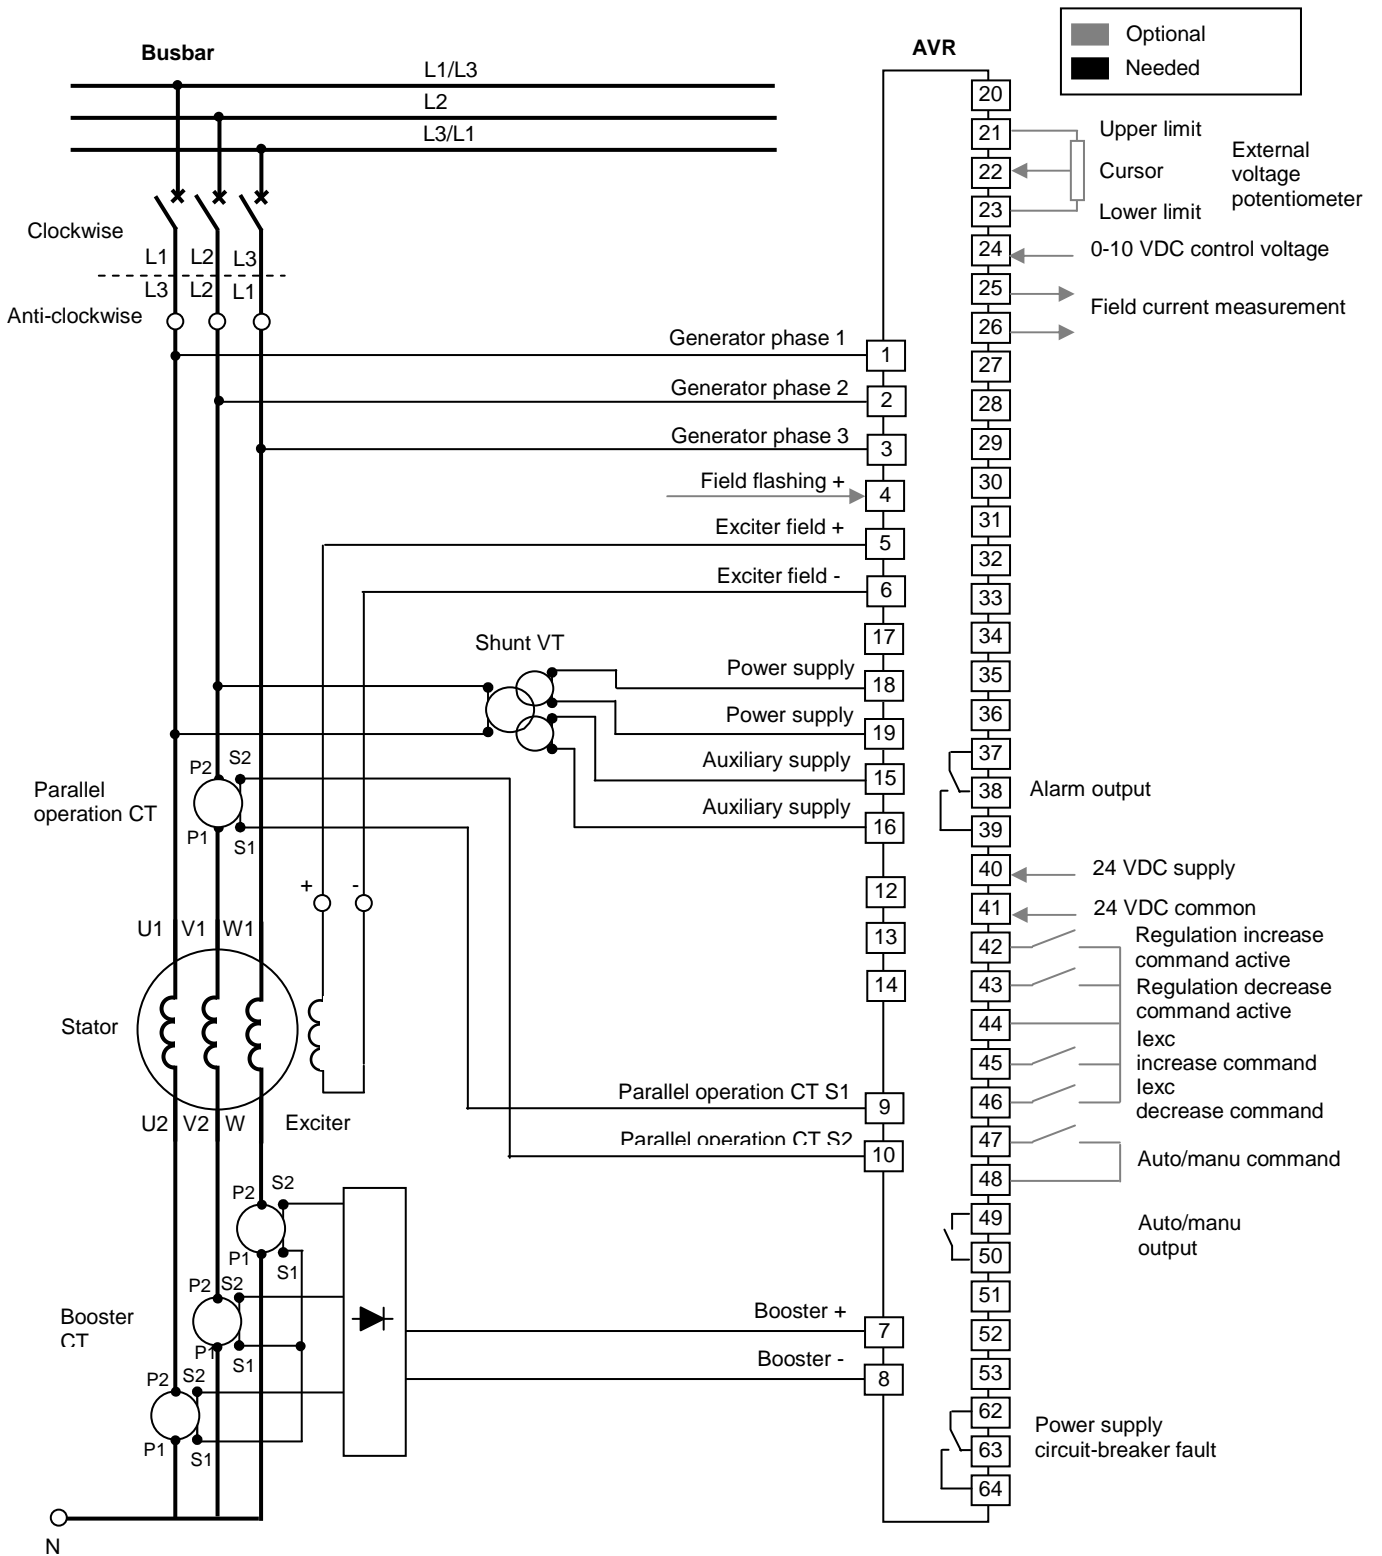 Busbar
AVR
Optional
Needed
L1/L3
L2
L3/L1
Clockwise
L1 L2 L3
L3 L2 L1
Anti-clockwise
Generator phase 1
Generator phase 2
Generator phase 3
Field flashing +
Exciter field +
Exciter field -
Shunt VT
Power supply
Power supply
Auxiliary supply
Auxiliary supply
Parallel
operation CT
P2 S2
P1 S1
+ -
U1 V1 W1
Stator
U2 V2 W
Exciter
Parallel operation CT S1
Parallel operation CT S2
P2 S2
P1 S1
P2 S2
P1 S1
P2 S2
P1 S1
Booster
CT
Booster +
Booster -
N
1
2
3
4
5
6
17
18
19
15
16
12
13
14
9
10
7
8
20
21
22
23
24
25
26
27
28
29
30
31
32
33
34
35
36
37
38
39
40
41
42
43
44
45
46
47
48
49
50
51
52
53
62
63
64
Upper limit
Cursor
Lower limit
External
voltage
potentiometer
0-10 VDC control voltage
Field current measurement
Alarm output
24 VDC supply
24 VDC common
Regulation increase
command active
Regulation decrease
command active
Iexc
increase command
Iexc
decrease command
Auto/manu command
Auto/manu
output
Power supply
circuit-breaker fault